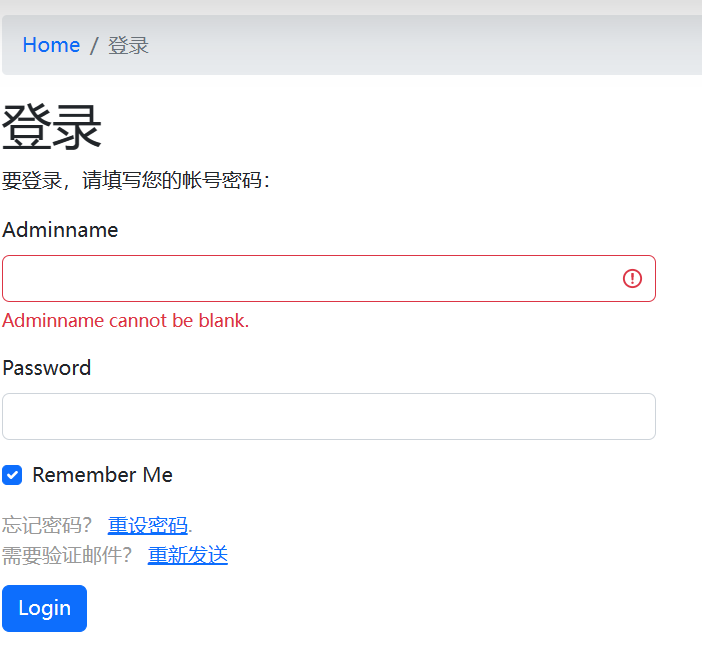 Home / 登录
登录
要登录，请填写您的帐号密码：
Adminname
Adminname cannot be blank.
Password
Remember Me
忘记密码？ 重设密码.
需要验证邮件？ 重新发送
Login